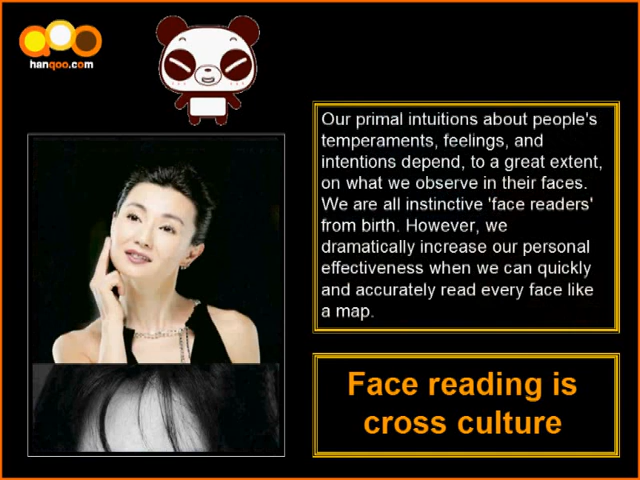 hanqoo.com
Our primal intuitions about people's
temperaments, feelings, and
intentions depend, to a great extent,
on what we observe in their faces.
We are all instinctive 'face readers'
from birth. However, we
dramatically increase our personal
effectiveness when we can quickly
and accurately read every face like
a map.
Face reading is
cross culture